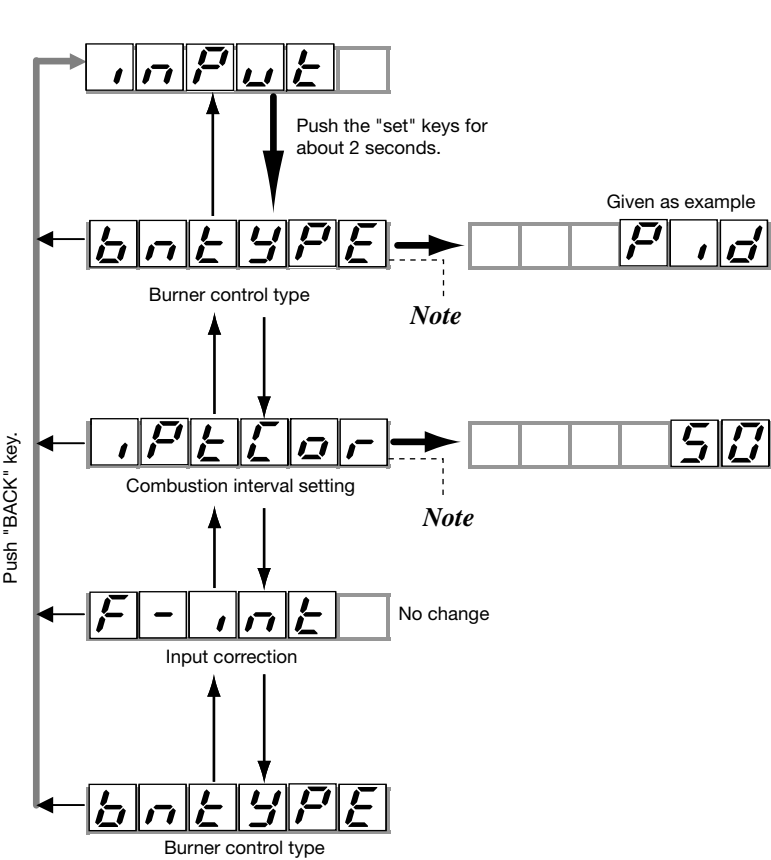 inPut
Push the "set" keys for
about 2 seconds.
Given as example
bntYPE
Pid
Burner control type
Note
iPtCor
50
Combustion interval setting
Note
Push "BACK" key.
F-int
No change
Input correction
bntYPE
Burner control type